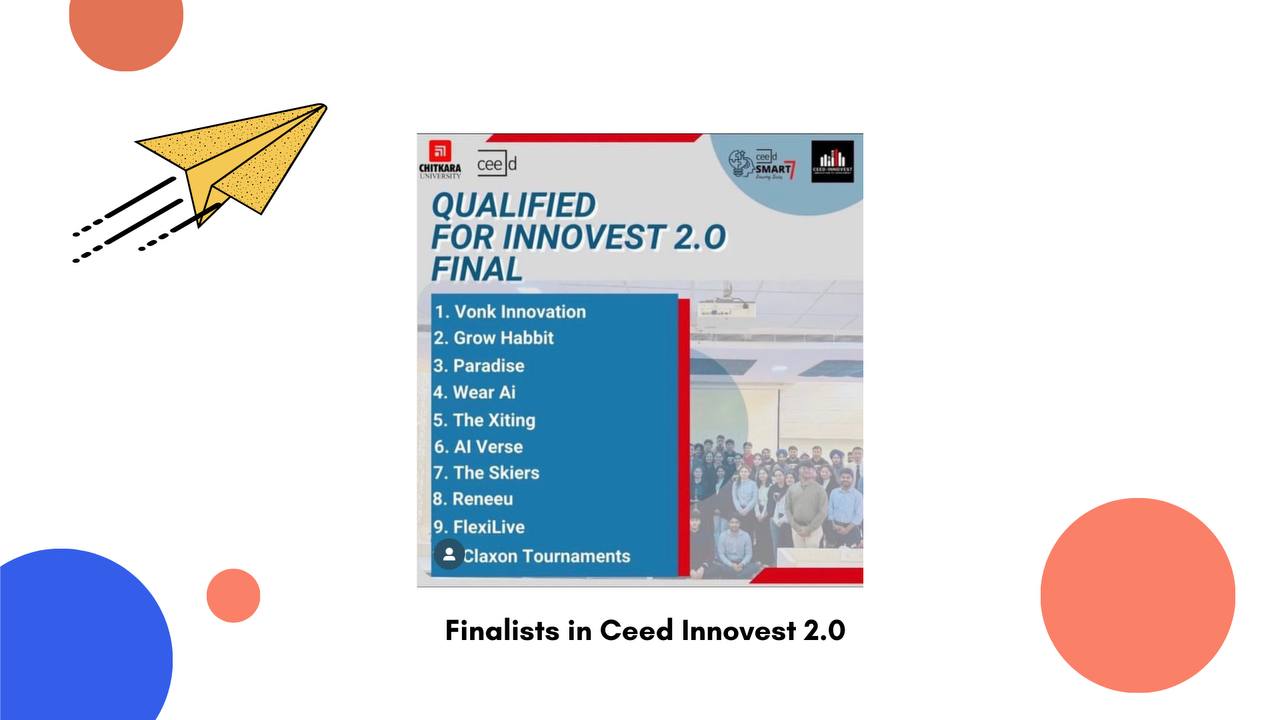 CHITKARA
UNIVERSITY
ceed
ceed
SMART7
CEED-INNOVEST
QUALIFIED
FOR INNOVEST 2.O
FINAL
1. Vonk Innovation
2. Grow Habbit
3. Paradise
4. Wear Ai
5. The Xiting
6. AI Verse
7. The Skiers
8. Reneeu
9. FlexiLive
Claxon Tournaments
Finalists in Ceed Innovest 2.0